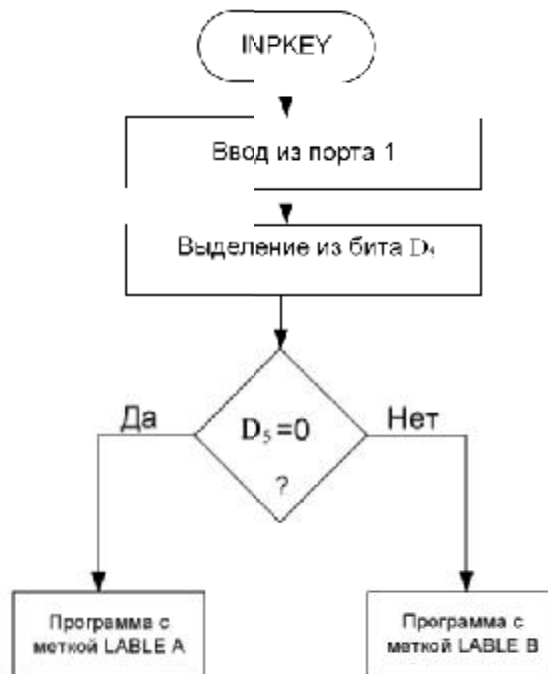 INPKEY
Ввод из порта 1
Выделение из бита
D₅=0
?
Да
Нет
Программа с
меткой LABLE A
Программа с
меткой LABLE B